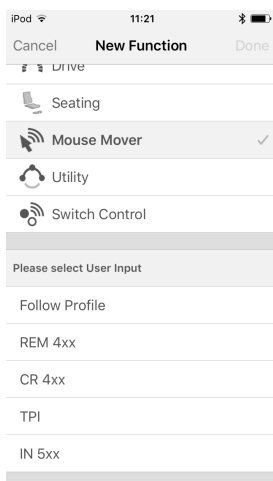 iPod 11:21
Cancel New Function Done
Drive
Seating
Mouse Mover
Utility
Switch Control
Please select User Input
Follow Profile
REM 4xx
CR 4xx
TPI
IN 5xx